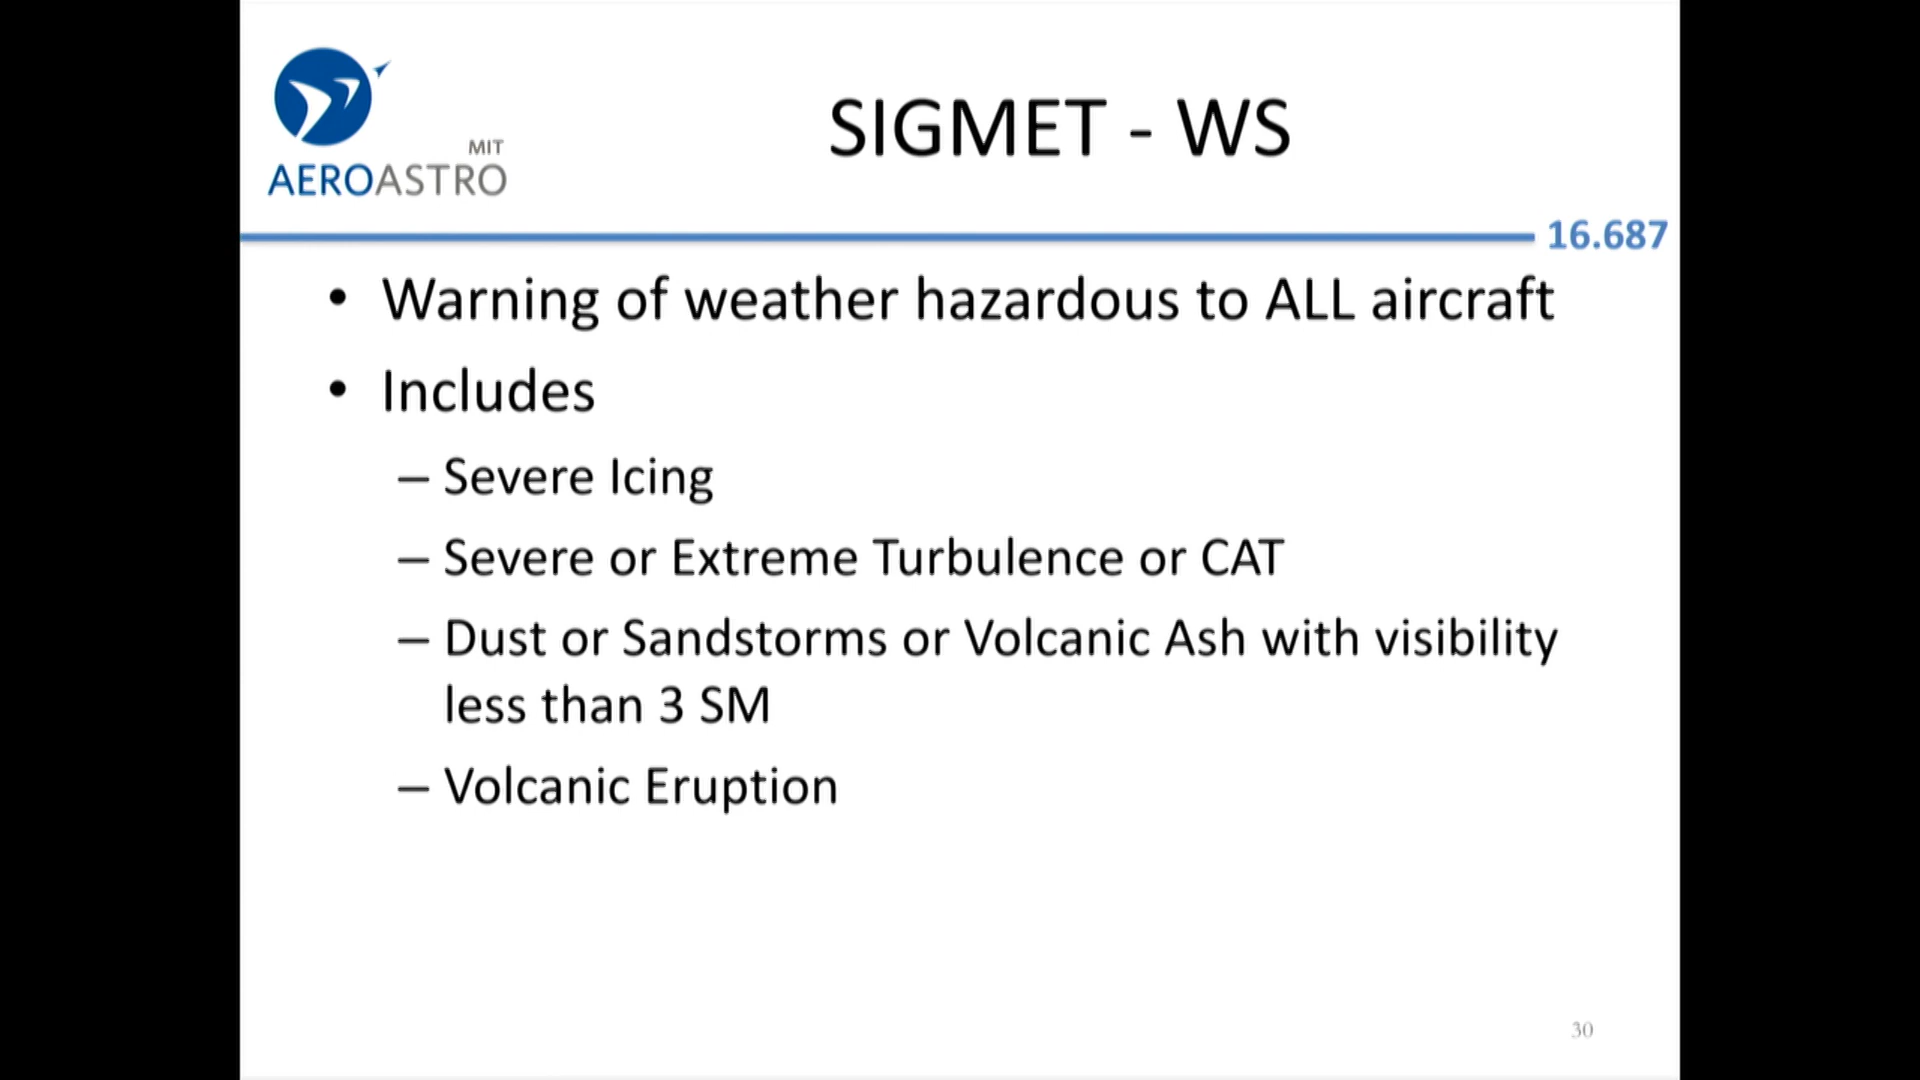 MIT
AEROASTRO
SIGMET - WS
16.687
• Warning of weather hazardous to ALL aircraft
• Includes
– Severe Icing
– Severe or Extreme Turbulence or CAT
– Dust or Sandstorms or Volcanic Ash with visibility
less than 3 SM
– Volcanic Eruption
30